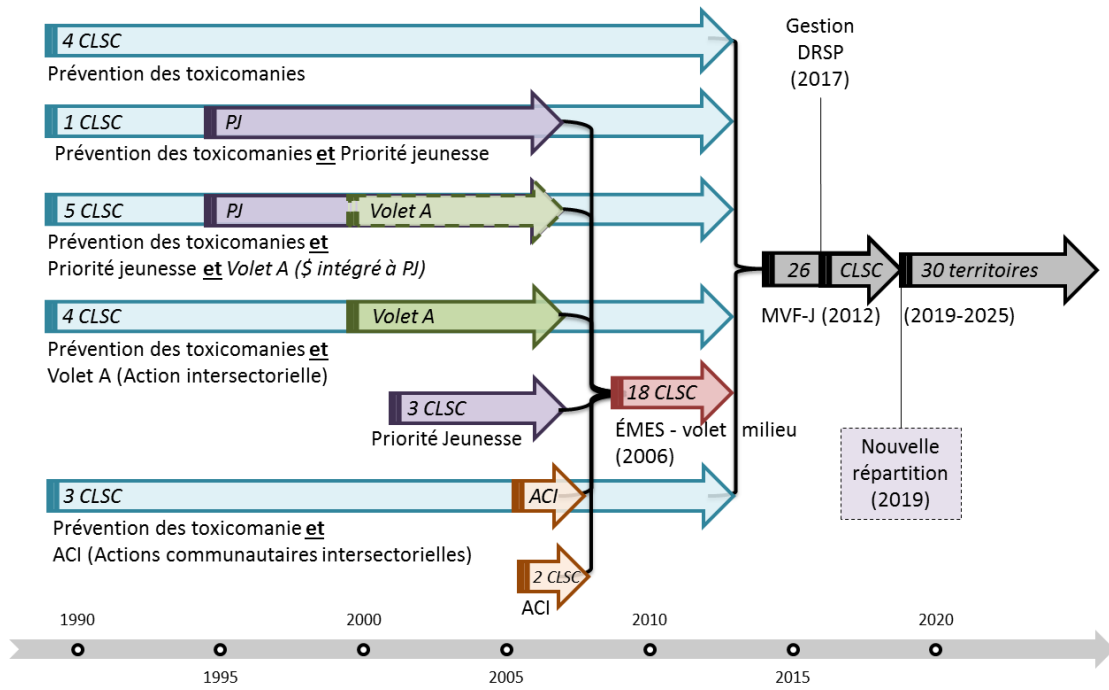 4 CLSC
Prévention des toxicomanies
Gestion
DRSP
(2017)
1 CLSC
PJ
Prévention des toxicomanies et Priorité jeunesse
5 CLSC
PJ
Volet A
Prévention des toxicomanies et
Priorité jeunesse et Volet A ($ intégré à PJ)
26
CLSC
30 territoires
MVF-J (2012)
(2019-2025)
4 CLSC
Volet A
Prévention des toxicomanies et
Volet A (Action intersectorielle)
3 CLSC
Priorité Jeunesse
18 CLSC
ÉMES - volet milieu
(2006)
Nouvelle
répartition
(2019)
3 CLSC
ACI
Prévention des toxicomanie et
ACI (Actions communautaires intersectorielles)
2 CLSC
ACI
1990
2000
2010
2020
1995
2005
2015